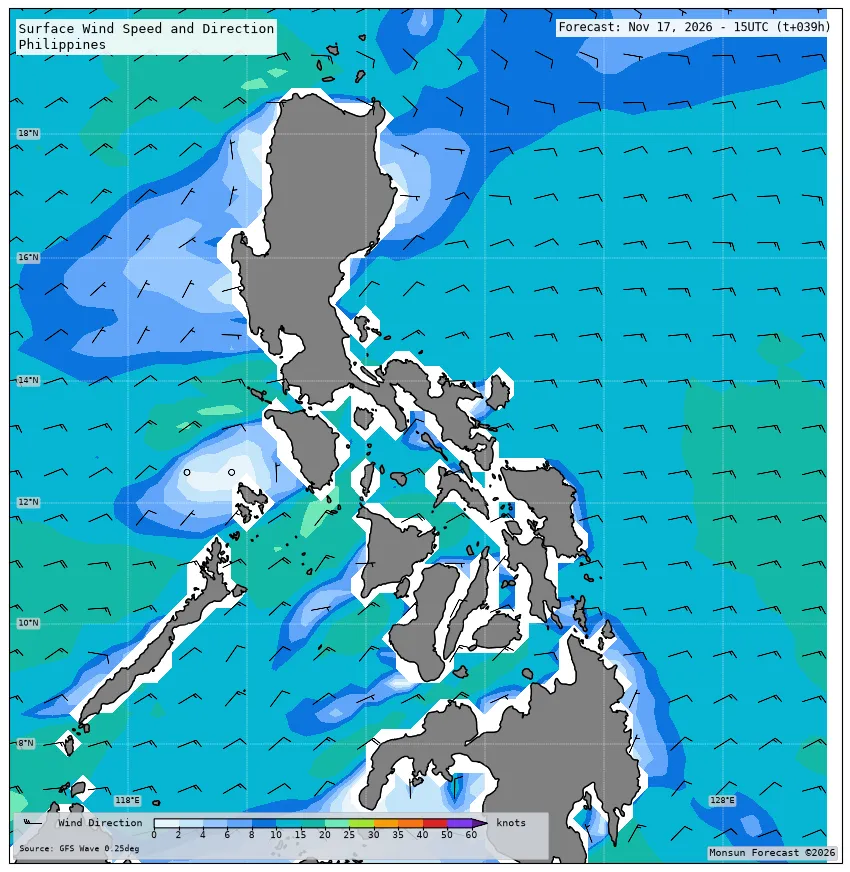 Surface Wind Speed and Direction
Philippines
Forecast: Nov 17, 2026 - 15UTC (t+039h)
18°N
16°N
14°N
12°N
10°N
8°N
118°E
128°E
Wind Direction
0 2 4 6 8 10 15 20 25 30 35 40 50 60
knots
Source: GFS Wave 0.25deg
Monsun Forecast ©2026